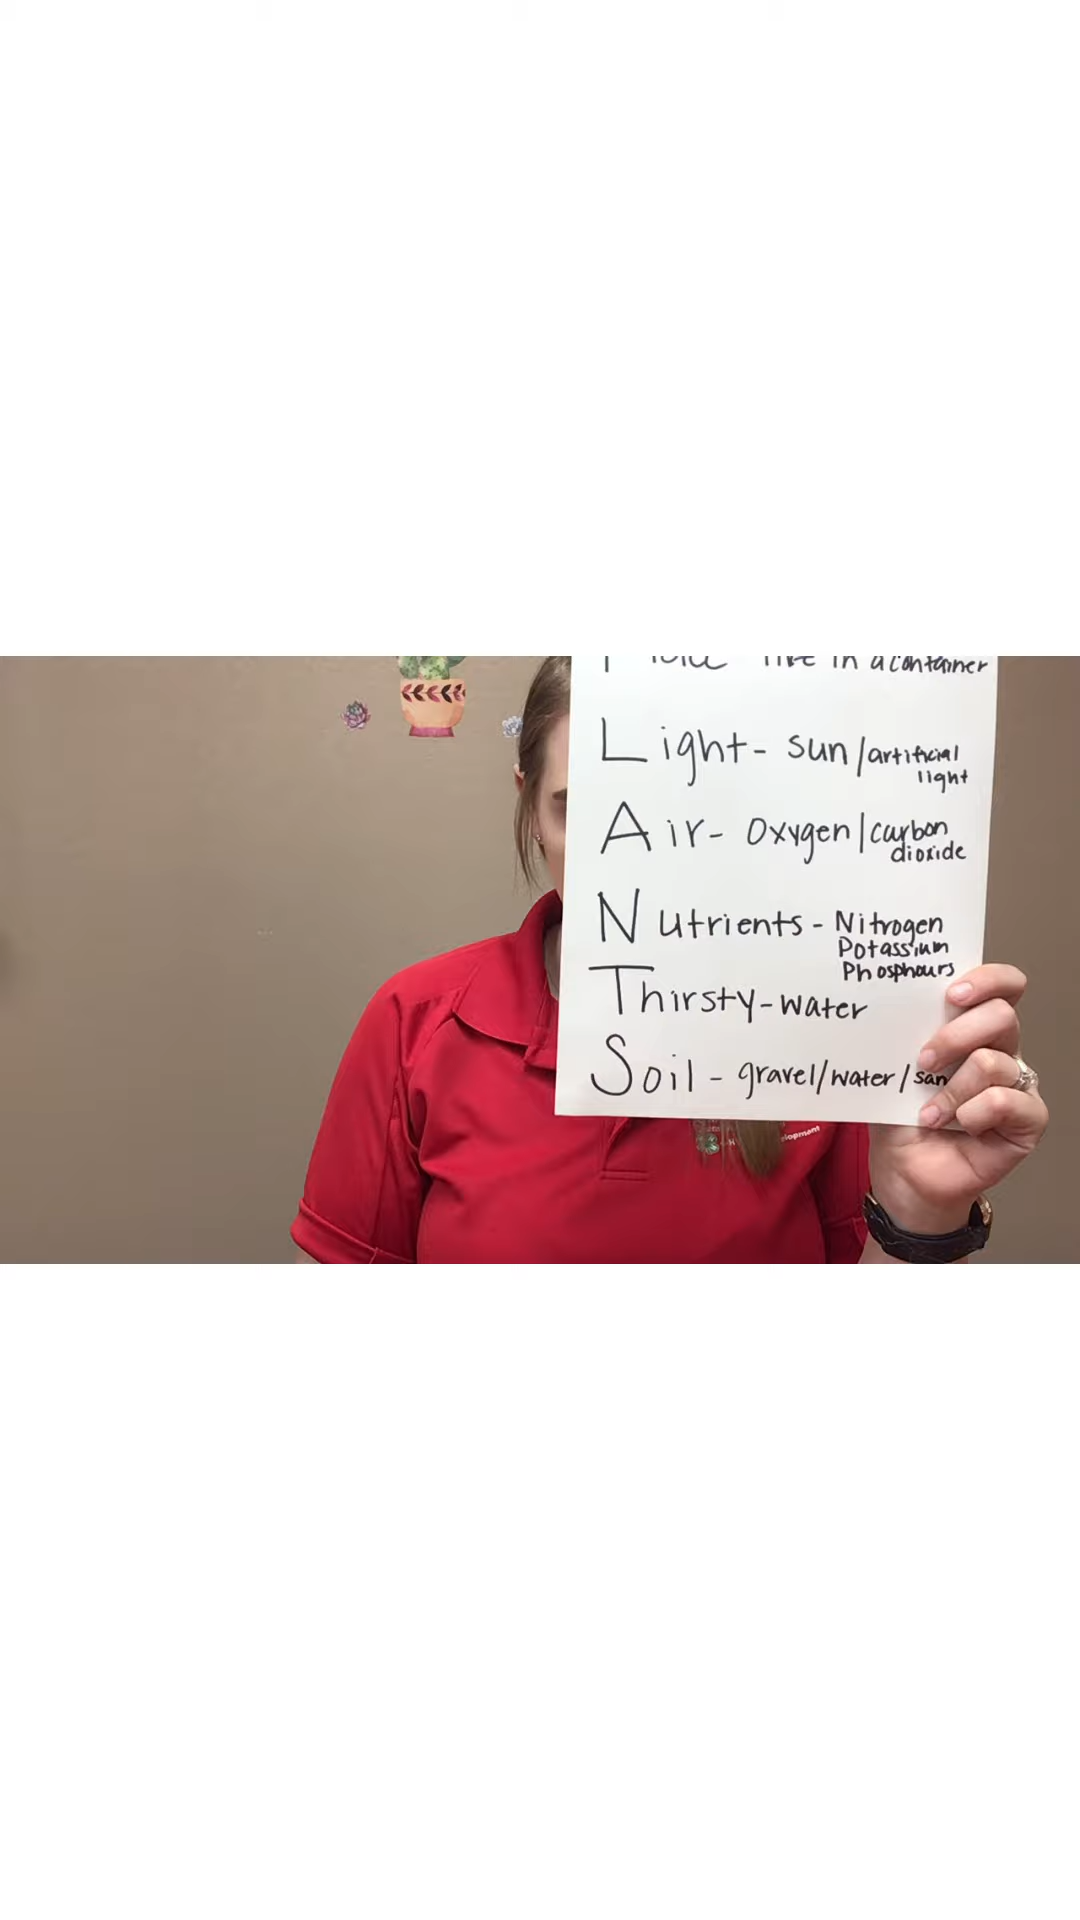 in a container
Light - sun/artificial
light
Air - oxygen/carbon
dioxide
Nutrients - Nitrogen
Potassium
Phosphours
Thirsty - water
Soil - gravel/water/san